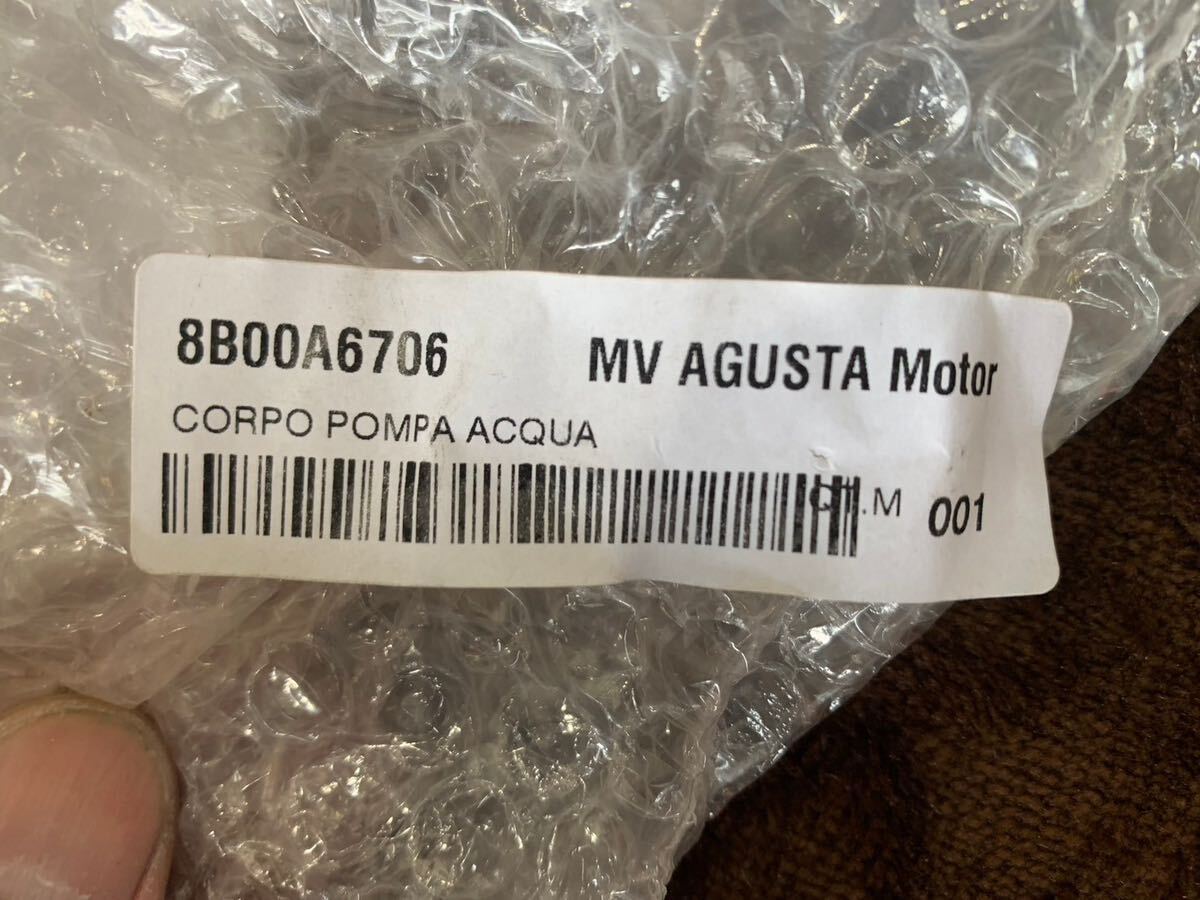 8B00A6706 MV AGUSTA Motor
CORPO POMPA ACQUA
.M 001